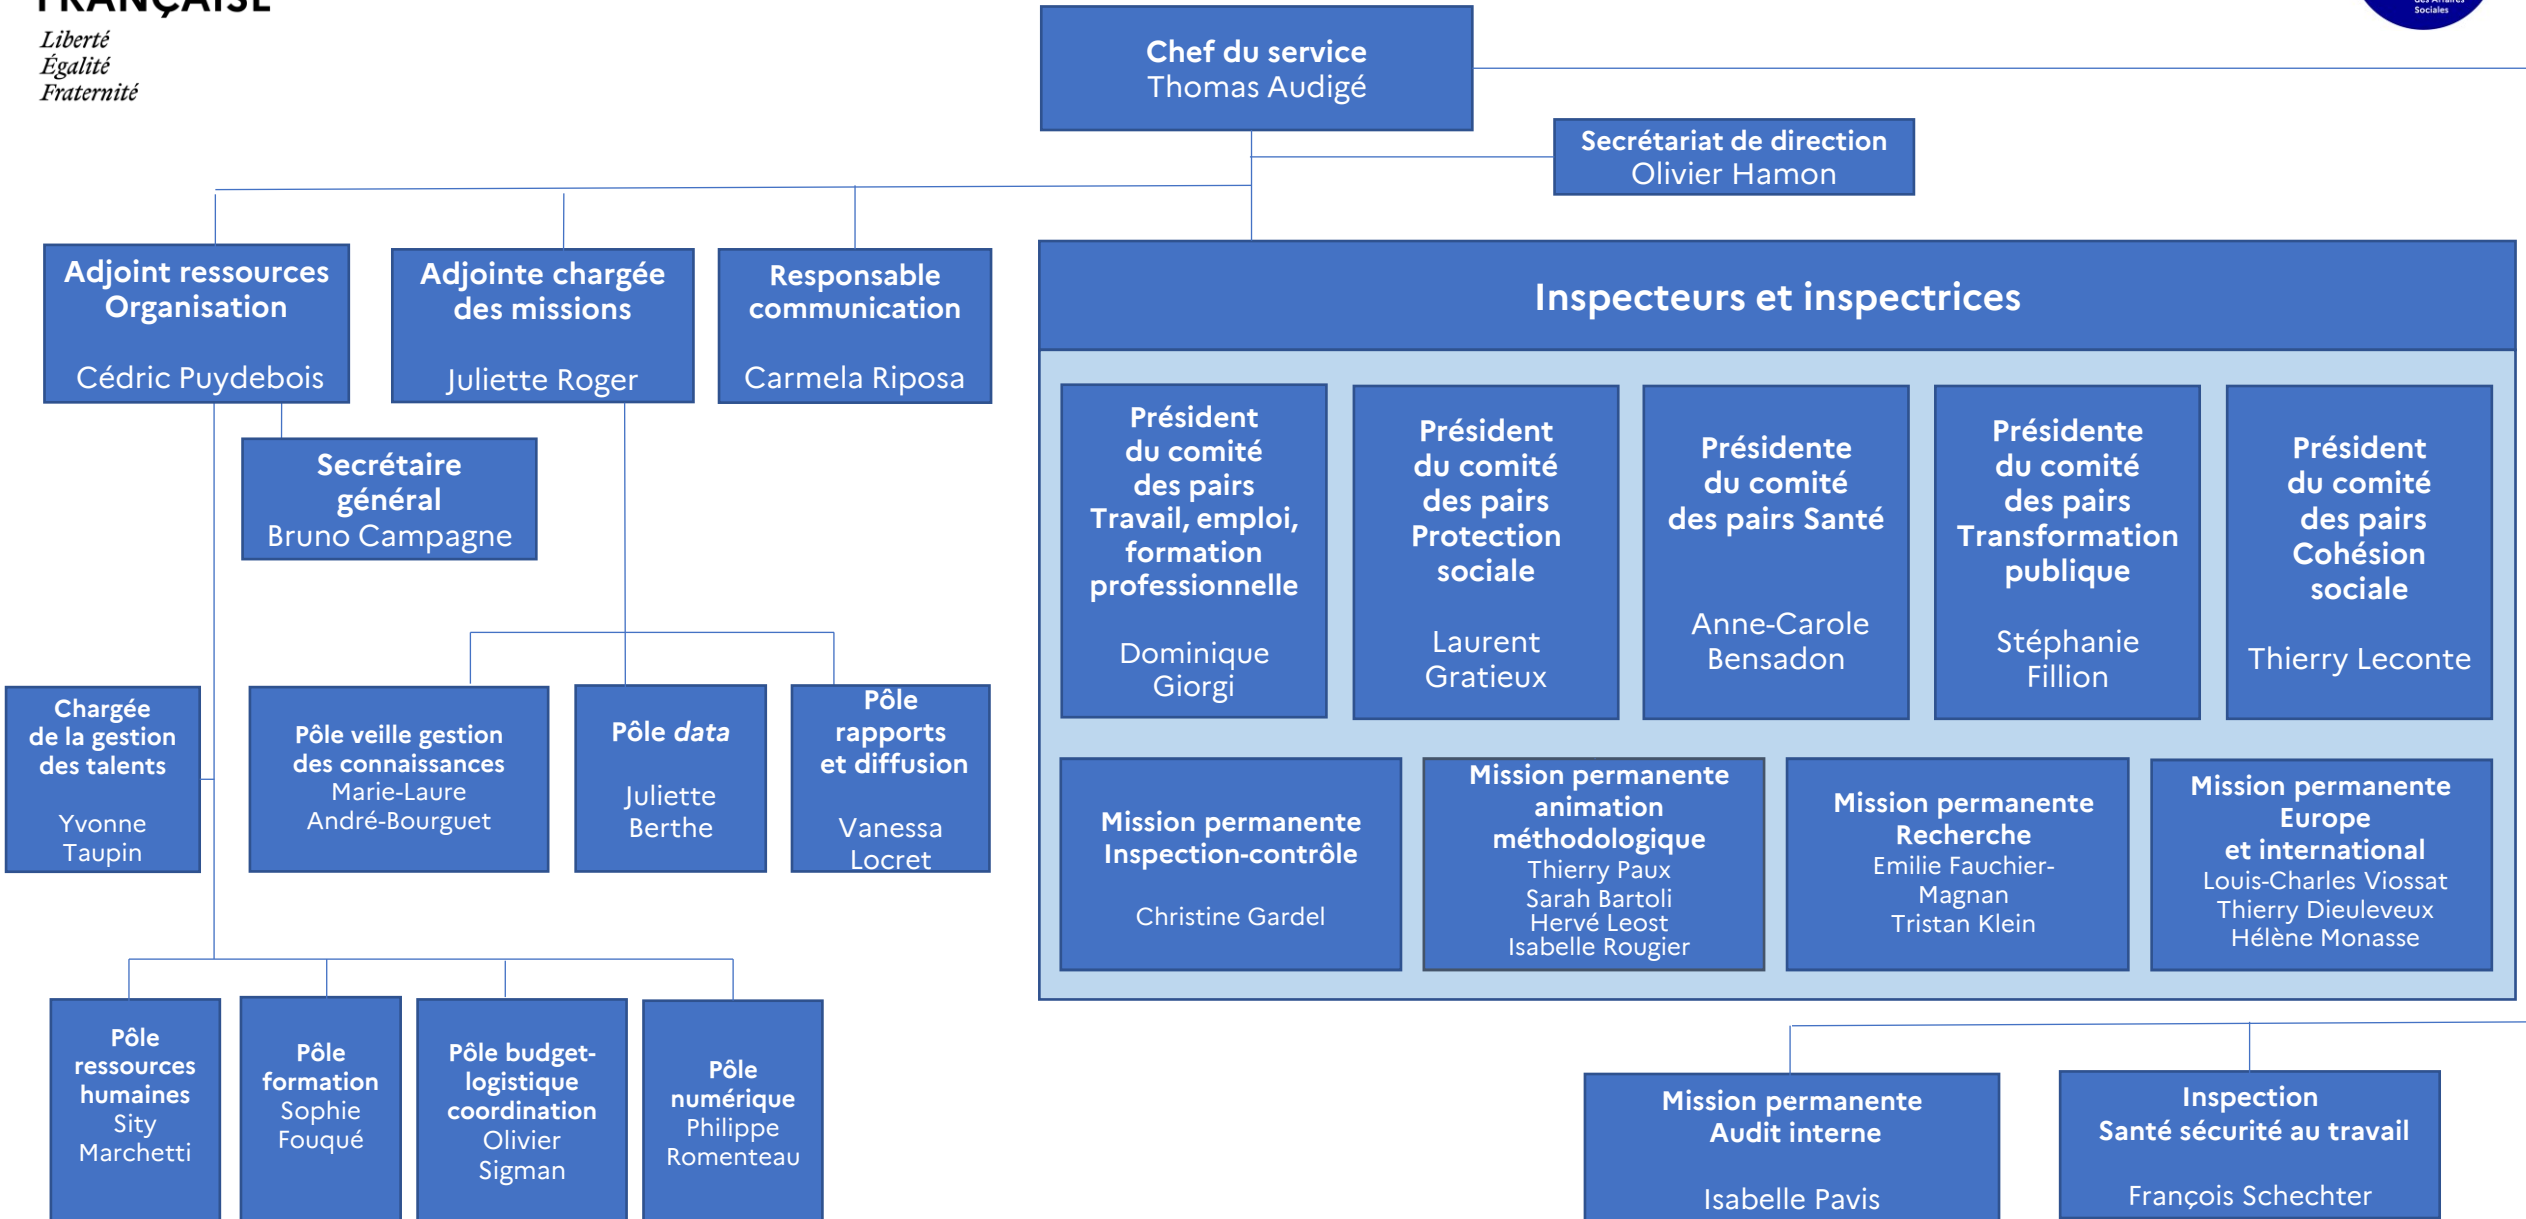 FRANÇAISE
Liberté
Égalité
Fraternité
des Affaires
Sociales
Chef du service
Thomas Audigé
Secrétariat de direction
Olivier Hamon
Adjoint ressources
Organisation
Cédric Puydebois
Adjointe chargée
des missions
Juliette Roger
Responsable
communication
Carmela Riposa
Secrétaire
général
Bruno Campagne
Chargée
de la gestion
des talents
Yvonne
Taupin
Pôle veille gestion
des connaissances
Marie-Laure
André-Bourguet
Pôle data
Juliette
Berthe
Pôle
rapports
et diffusion
Vanessa
Locret
Pôle
ressources
humaines
Sity
Marchetti
Pôle
formation
Sophie
Fouqué
Pôle budget-
logistique
coordination
Olivier
Sigman
Pôle
numérique
Philippe
Romenteau
Inspecteurs et inspectrices
Président
du comité
des pairs
Travail, emploi,
formation
professionnelle
Dominique
Giorgi
Président
du comité
des pairs
Protection
sociale
Laurent
Gratieux
Présidente
du comité
des pairs Santé
Anne-Carole
Bensadon
Présidente
du comité
des pairs
Transformation
publique
Stéphanie
Fillion
Président
du comité
des pairs
Cohésion
sociale
Thierry Leconte
Mission permanente
Inspection-contrôle
Christine Gardel
Mission permanente
animation
méthodologique
Thierry Paux
Sarah Bartoli
Hervé Leost
Isabelle Rougier
Mission permanente
Recherche
Emilie Fauchier-
Magnan
Tristan Klein
Mission permanente
Europe
et international
Louis-Charles Viossat
Thierry Dieuleveux
Hélène Monasse
Mission permanente
Audit interne
Isabelle Pavis
Inspection
Santé sécurité au travail
François Schechter